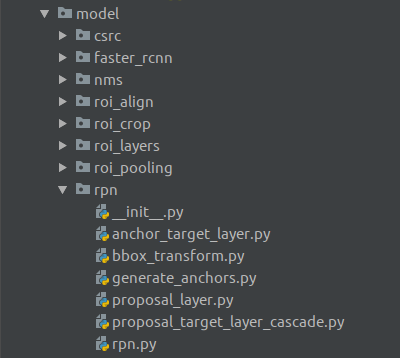 model
csrc
faster_rcnn
nms
roi_align
roi_crop
roi_layers
roi_pooling
rpn
__init__.py
anchor_target_layer.py
bbox_transform.py
generate_anchors.py
proposal_layer.py
proposal_target_layer_cascade.py
rpn.py